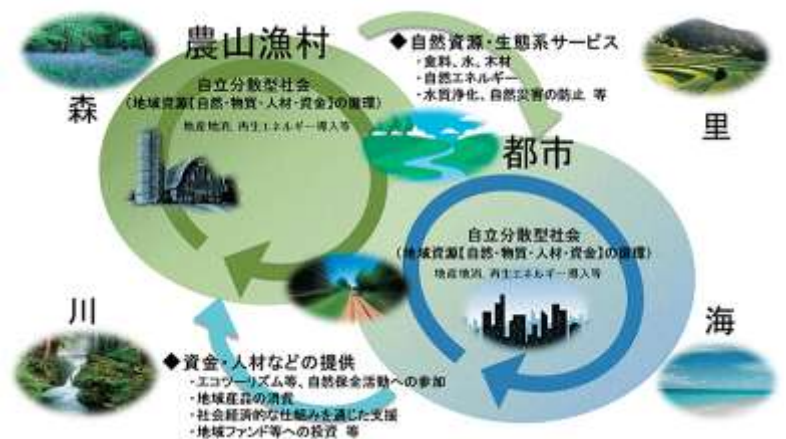 農山漁村
森
自立分散型社会
(地域資源【自然・物質・人材・資金】の循環)
地産地消、再生エネルギー導入等
◆自然資源・生態系サービス
・食料、水、木材
・自然エネルギー
・水質浄化、自然災害の防止 等
里
都市
自立分散型社会
(地域資源【自然・物質・人材・資金】の循環)
地産地消、再生エネルギー導入等
川
海
◆資金・人材などの提供
・エコツーリズム等、自然保全活動への参加
・地域産品の消費
・社会経済的な仕組みを通じた支援
・地域ファンド等への投資 等